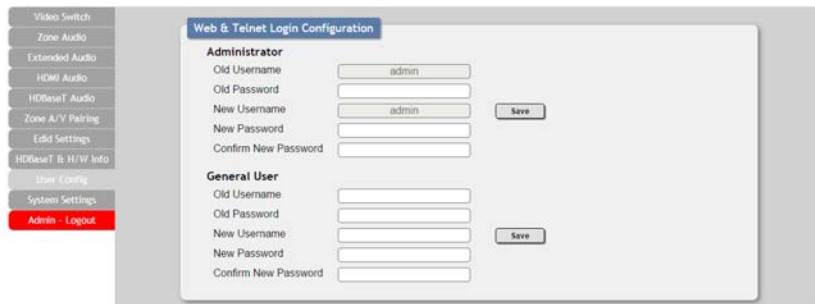 Video Switch
Zone Audio
Extended Audio
HDMI Audio
HDBaseT Audio
Zone A/V Pairing
Edid Settings
HDBaseT & H/W Info
User Config
System Settings
Admin - Logout
Web & Telnet Login Configuration
Administrator
Old Username admin
Old Password
New Username admin Save
New Password
Confirm New Password
General User
Old Username
Old Password
New Username Save
New Password
Confirm New Password